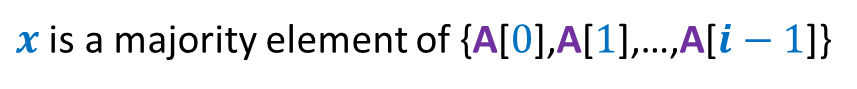 x is a majority element of {A[0],A[1],...,A[i − 1]}